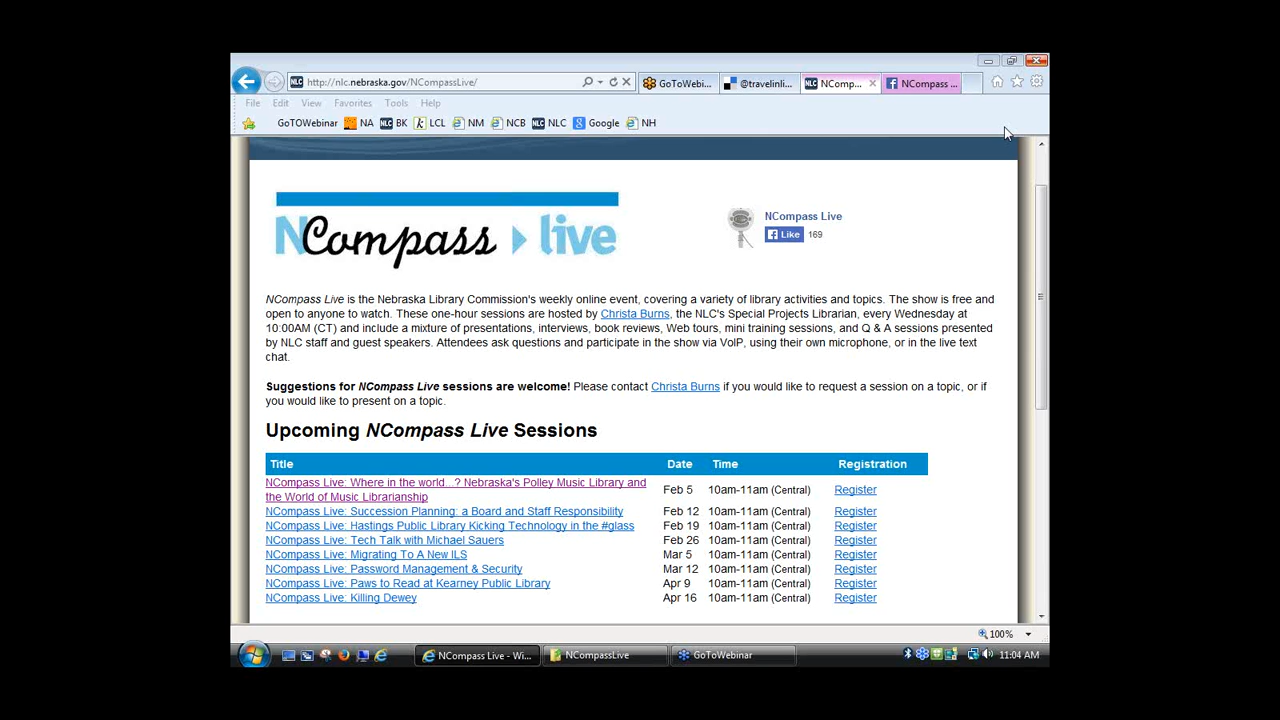 http://nlc.nebraska.gov/NCompassLive/
GoToWebi...
@travelinli...
NComp...
NCompass ...
File Edit View Favorites Tools Help
GoTOWebinar NA BK LCL NM NCB NLC Google NH
NCompass live
NCompass Live
Like 169
NCompass Live is the Nebraska Library Commission's weekly online event, covering a variety of library activities and topics. The show is free and
open to anyone to watch. These one-hour sessions are hosted by Christa Burns, the NLC's Special Projects Librarian, every Wednesday at
10:00AM (CT) and include a mixture of presentations, interviews, book reviews, Web tours, mini training sessions, and Q & A sessions presented
by NLC staff and guest speakers. Attendees ask questions and participate in the show via VoIP, using their own microphone, or in the live text
chat.
Suggestions for NCompass Live sessions are welcome! Please contact Christa Burns if you would like to request a session on a topic, or if
you would like to present on a topic.
Upcoming NCompass Live Sessions
Title Date Time Registration
NCompass Live: Where in the world...? Nebraska's Polley Music Library and
the World of Music Librarianship Feb 5 10am-11am (Central) Register
NCompass Live: Succession Planning: a Board and Staff Responsibility Feb 12 10am-11am (Central) Register
NCompass Live: Hastings Public Library Kicking Technology in the #glass Feb 19 10am-11am (Central) Register
NCompass Live: Tech Talk with Michael Sauers Feb 26 10am-11am (Central) Register
NCompass Live: Migrating To A New ILS Mar 5 10am-11am (Central) Register
NCompass Live: Password Management & Security Mar 12 10am-11am (Central) Register
NCompass Live: Paws to Read at Kearney Public Library Apr 9 10am-11am (Central) Register
NCompass Live: Killing Dewey Apr 16 10am-11am (Central) Register
100%
NCompass Live - Wi... NCompassLive GoToWebinar 11:04 AM